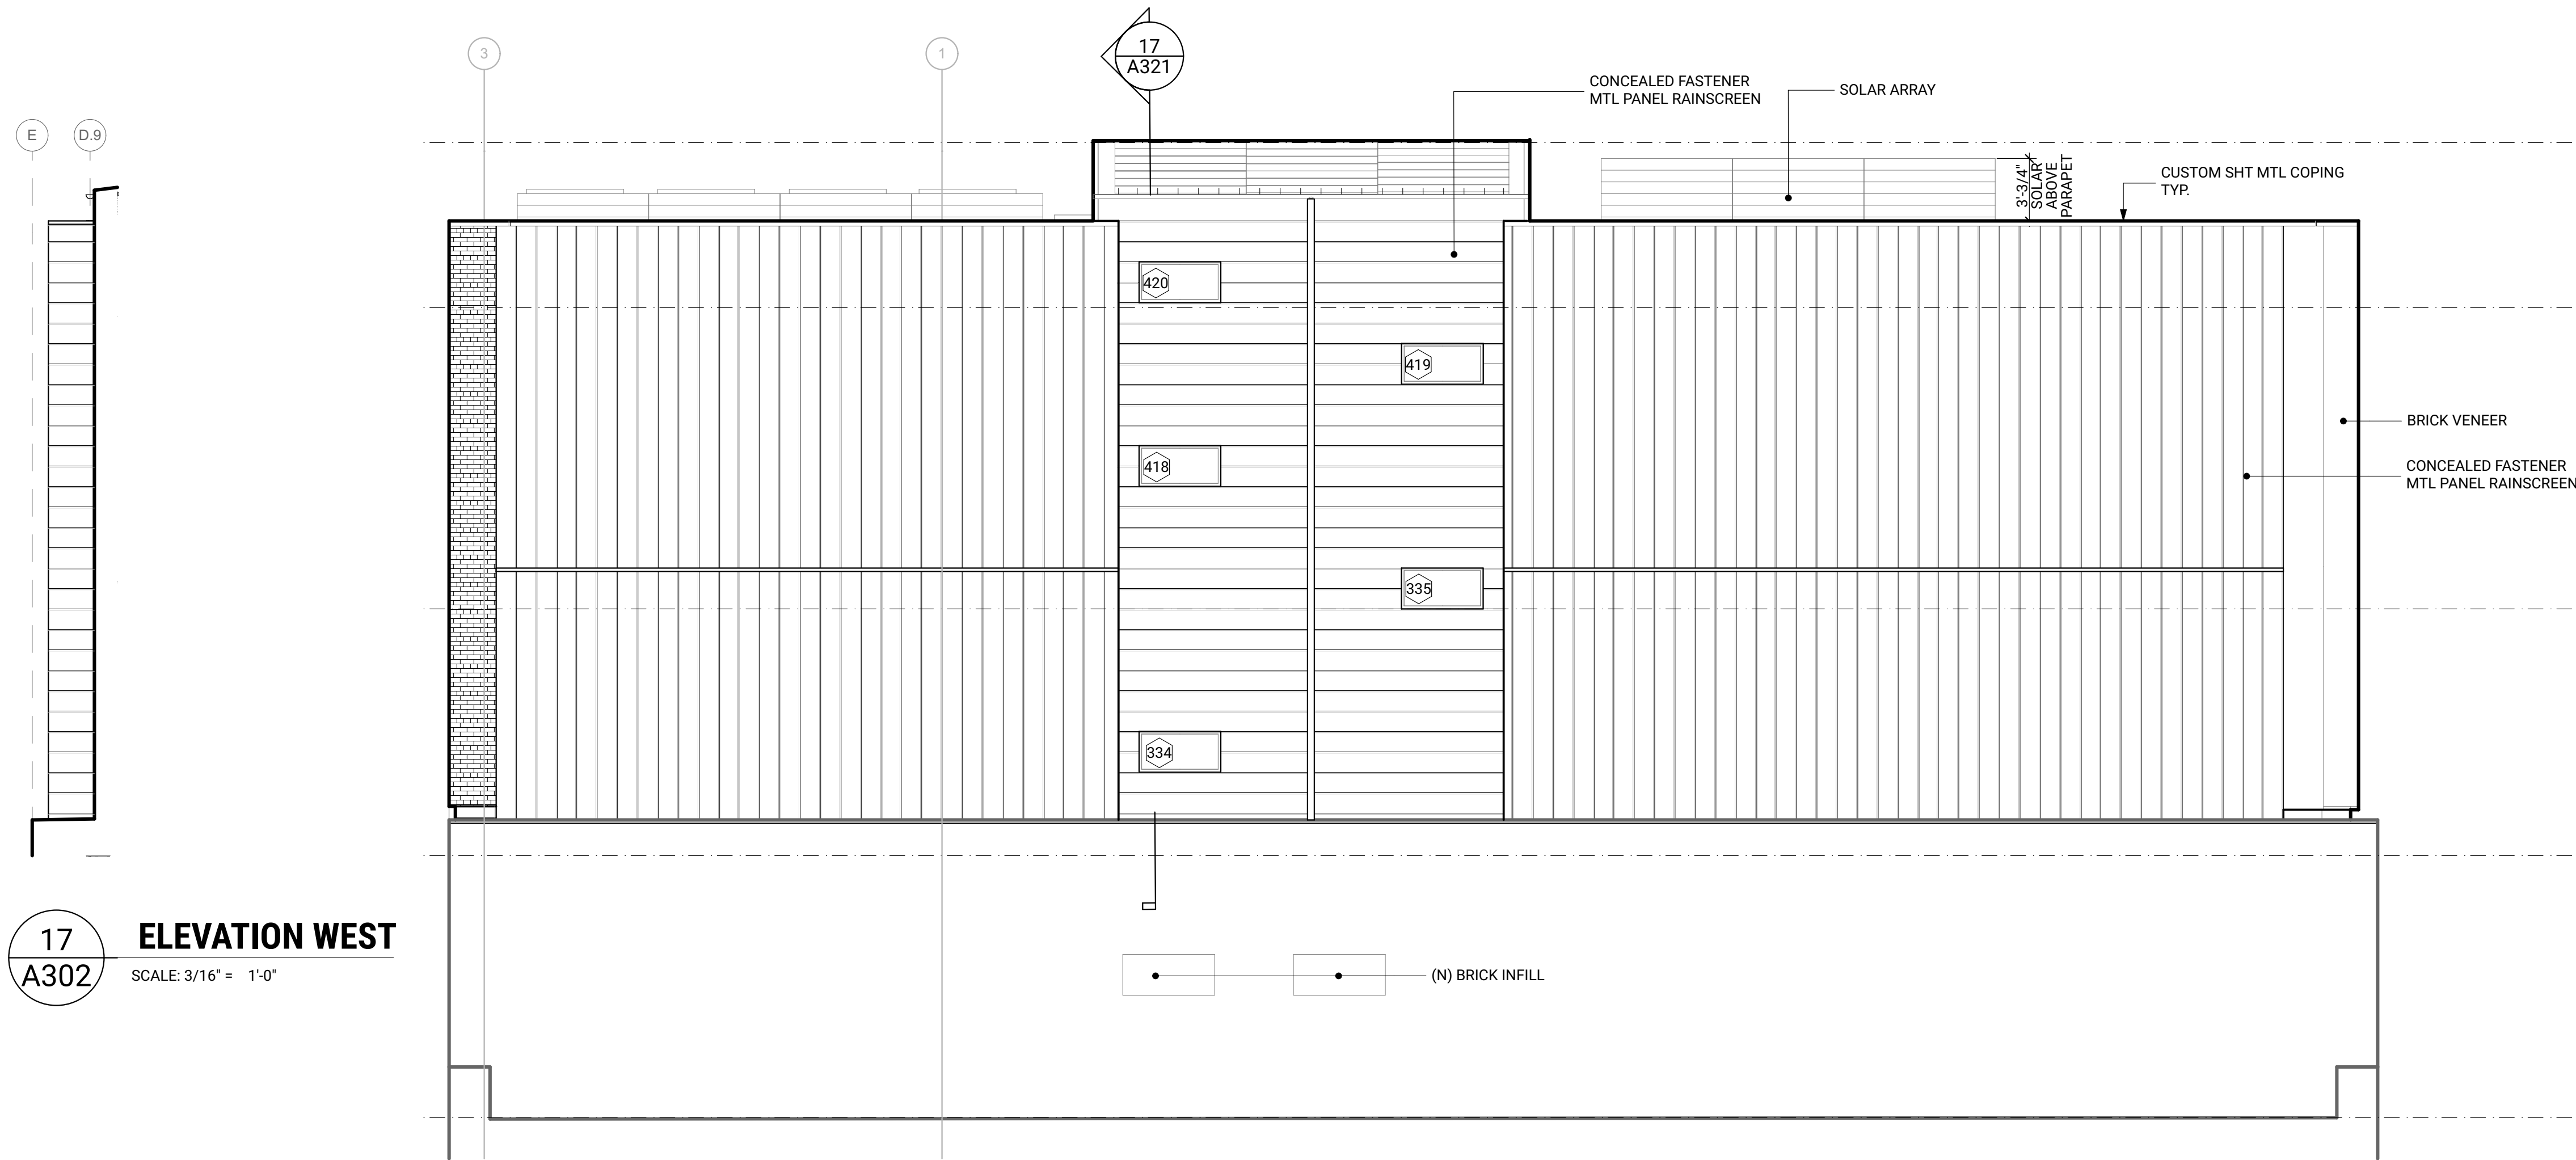 3
1
17
A321
E
D.9
CONCEALED FASTENER
MTL PANEL RAINSCREEN
SOLAR ARRAY
3'-3/4"
SOLAR
ABOVE
PARAPET
CUSTOM SHT MTL COPING
TYP.
420
419
418
335
334
BRICK VENEER
CONCEALED FASTENER
MTL PANEL RAINSCREEN
17
A302
ELEVATION WEST
SCALE: 3/16" = 1'-0"
(N) BRICK INFILL